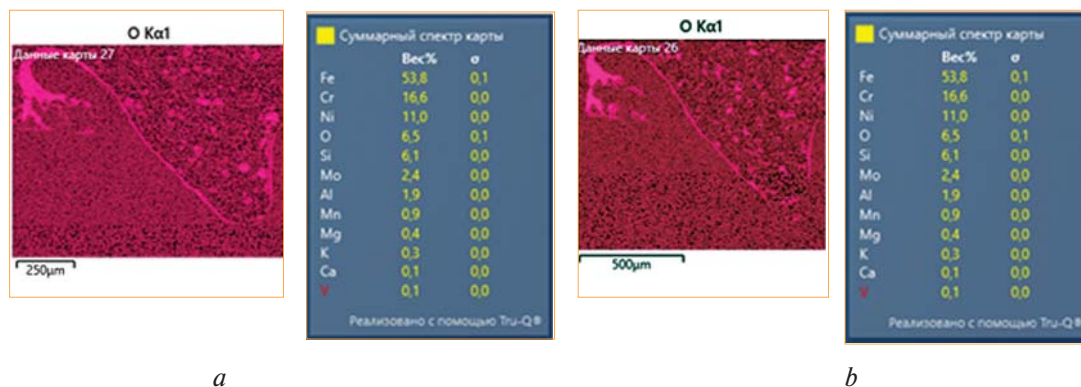 O Kα1
Данные карты 27
250μm
Суммарный спектр карты
Вес% σ
Fe 53,8 0,1
Cr 16,6 0,0
Ni 11,0 0,0
O 6,5 0,1
Si 6,1 0,0
Mo 2,4 0,0
Al 1,9 0,0
Mn 0,9 0,0
Mg 0,4 0,0
K 0,3 0,0
Ca 0,1 0,0
V 0,1 0,0
Реализовано с помощью Tru-Q®
a
O Kα1
Данные карты 26
500μm
Суммарный спектр карты
Вес% σ
Fe 53,8 0,1
Cr 16,6 0,0
Ni 11,0 0,0
O 6,5 0,1
Si 6,1 0,0
Mo 2,4 0,0
Al 1,9 0,0
Mn 0,9 0,0
Mg 0,4 0,0
K 0,3 0,0
Ca 0,1 0,0
V 0,1 0,0
Реализовано с помощью Tru-Q®
b